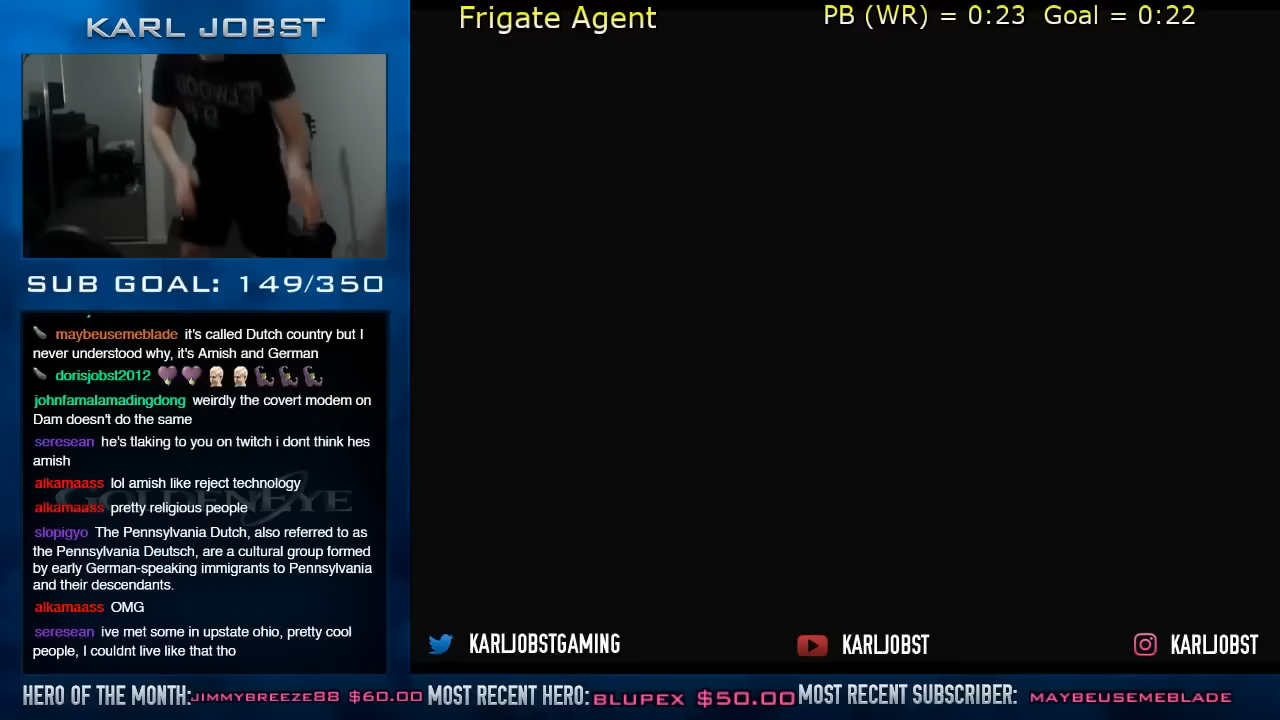 KARL JOBST
Frigate Agent
PB (WR) = 0:23 Goal = 0:22
SUB GOAL: 149/350
maybeusemeblade it's called Dutch country but I
never understood why, it's Amish and German
dorisjobst2012
johnfamalamadingdong weirdly the covert modem on
Dam doesn't do the same
seresean he's tlaking to you on twitch i dont think hes
amish
alkamaass lol amish like reject technology
GOLDENEYE
alkamaass pretty religious people
slopigyo The Pennsylvania Dutch, also referred to as
the Pennsylvania Deutsch, are a cultural group formed
by early German-speaking immigrants to Pennsylvania
and their descendants.
alkamaass OMG
seresean ive met some in upstate ohio, pretty cool
people, I couldnt live like that tho
KARLJOBSTGAMING
KARLJOBST
KARLJOBST
HERO OF THE MONTH: JIMMYBREEZE88 $60.00 MOST RECENT HERO: BLUPEX $50.00 MOST RECENT SUBSCRIBER: MAYBEUSEMEBLADE